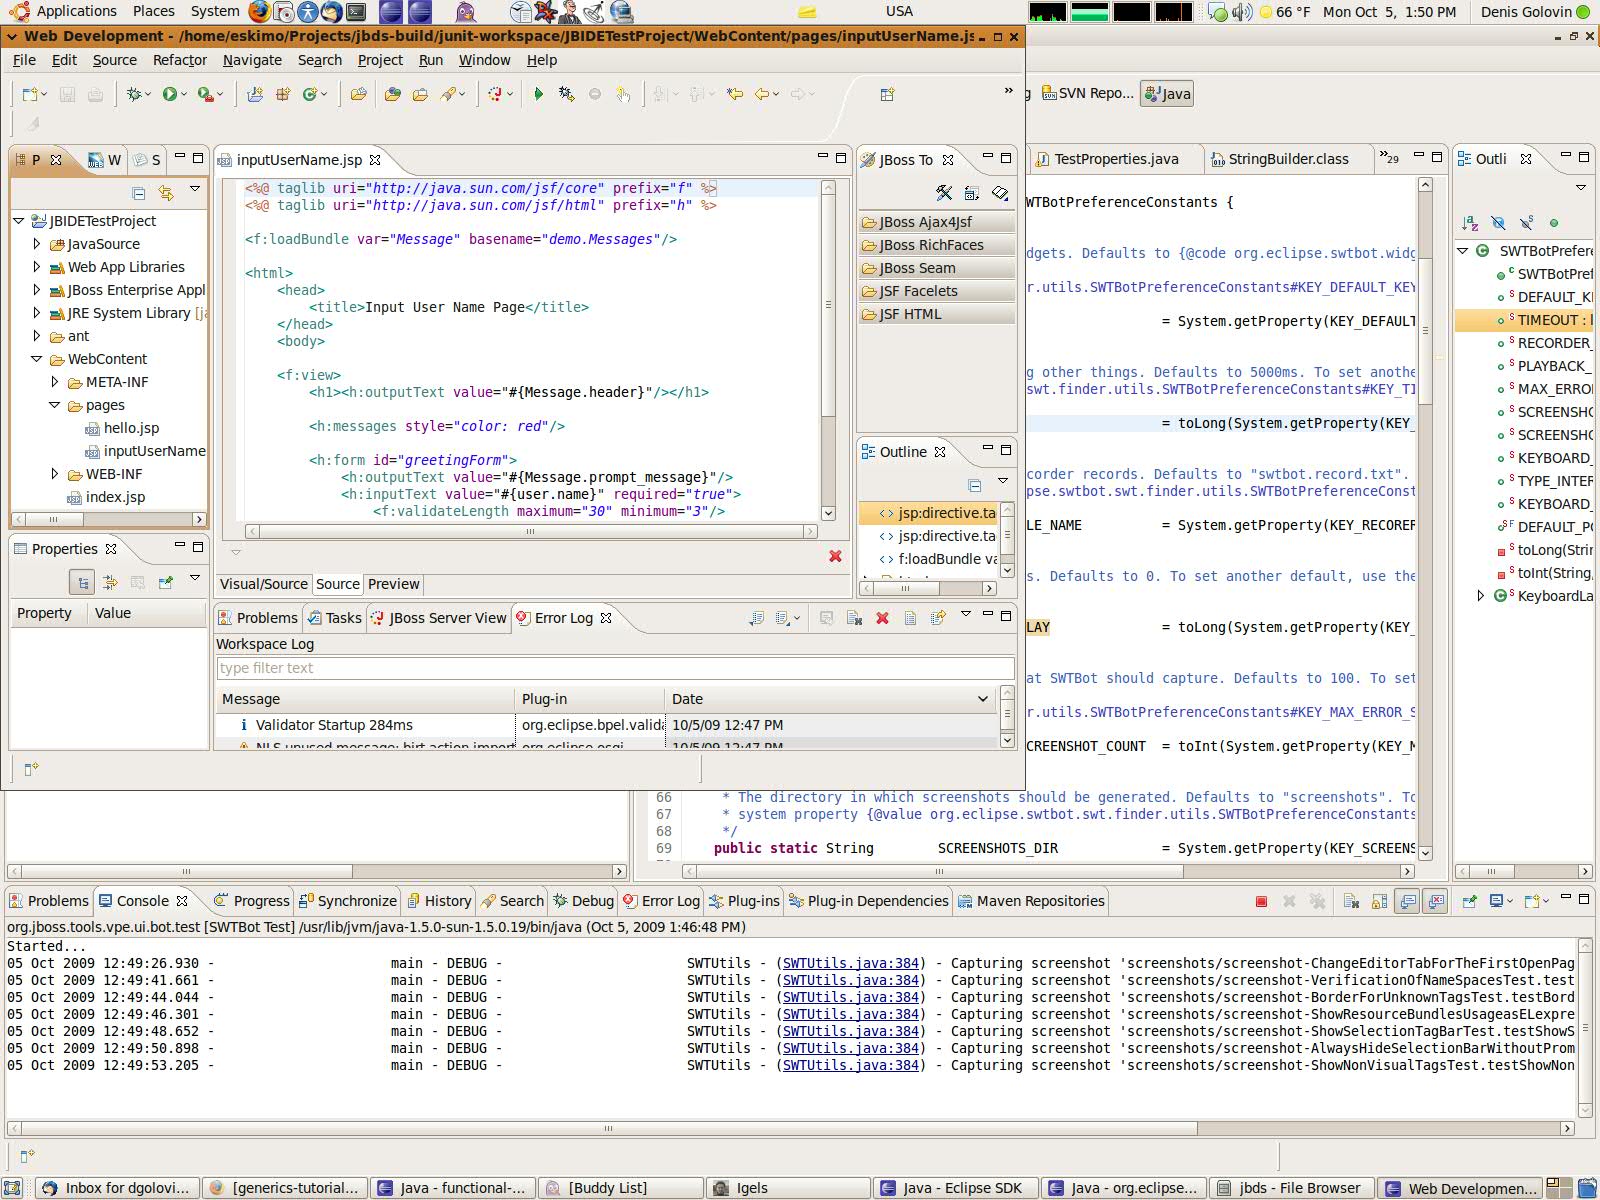 Applications Places System USA 66 °F Mon Oct 5, 1:50 PM Denis Golovin
Web Development - /home/eskimo/Projects/jbds-build/junit-workspace/JBIDETestProject/WebContent/pages/inputUserName.js
File Edit Source Refactor Navigate Search Project Run Window Help
SVN Repo... Java
P W S
inputUserName.jsp
JBoss To
TestProperties.java StringBuilder.class 29
Outli
JBIDETestProject
JavaSource
Web App Libraries
JBoss Enterprise Appl
JRE System Library [ja
ant
WebContent
META-INF
pages
hello.jsp
inputUserName
WEB-INF
index.jsp
<%@ taglib uri="http://java.sun.com/jsf/core" prefix="f" %>
<%@ taglib uri="http://java.sun.com/jsf/html" prefix="h" %>
<f:loadBundle var="Message" basename="demo.Messages"/>
<html>
<head>
<title>Input User Name Page</title>
</head>
<body>
<f:view>
<h1><h:outputText value="#{Message.header}"/></h1>
<h:messages style="color: red"/>
<h:form id="greetingForm">
<h:outputText value="#{Message.prompt_message}"/>
<h:inputText value="#{user.name}" required="true">
<f:validateLength maximum="30" minimum="3"/>
Visual/Source Source Preview
JBoss Ajax4Jsf
JBoss RichFaces
JBoss Seam
JSF Facelets
JSF HTML
Outline
jsp:directive.ta
jsp:directive.ta
f:loadBundle va
Properties
Property Value
Problems Tasks JBoss Server View Error Log
Workspace Log
type filter text
Message Plug-in Date
Validator Startup 284ms org.eclipse.bpel.valida 10/5/09 12:47 PM
NLS unused message: birt action import org.eclipse.osgi 10/5/09 12:47 PM
WTBotPreferenceConstants {
dgets. Defaults to {@code org.eclipse.swtbot.widg
r.utils.SWTBotPreferenceConstants#KEY_DEFAULT_KEY
= System.getProperty(KEY_DEFAULT
g other things. Defaults to 5000ms. To set anothe
swt.finder.utils.SWTBotPreferenceConstants#KEY_TI
= toLong(System.getProperty(KEY_
corder records. Defaults to "swtbot.record.txt".
pse.swtbot.swt.finder.utils.SWTBotPreferenceConst
LE_NAME = System.getProperty(KEY_RECORER
s. Defaults to 0. To set another default, use the
LAY = toLong(System.getProperty(KEY_
at SWTBot should capture. Defaults to 100. To set
r.utils.SWTBotPreferenceConstants#KEY_MAX_ERROR_S
CREENSHOT_COUNT = toInt(System.getProperty(KEY_M
66 * The directory in which screenshots should be generated. Defaults to "screenshots". To
67 * system property {@value org.eclipse.swtbot.swt.finder.utils.SWTBotPreferenceConstants
68 */
69 public static String SCREENSHOTS_DIR = System.getProperty(KEY_SCREENS
SWTBotPrefere
SWTBotPref
DEFAULT_KE
TIMEOUT : l
RECORDER_
PLAYBACK_
MAX_ERRO
SCREENSHO
SCREENSHO
KEYBOARD_
TYPE_INTER
KEYBOARD_
DEFAULT_PO
toLong(Strin
toInt(String,
KeyboardLa
Problems Console Progress Synchronize History Search Debug Error Log Plug-ins Plug-in Dependencies Maven Repositories
org.jboss.tools.vpe.ui.bot.test [SWTBot Test] /usr/lib/jvm/java-1.5.0-sun-1.5.0.19/bin/java (Oct 5, 2009 1:46:48 PM)
Started...
05 Oct 2009 12:49:26.930 - main - DEBUG - SWTUtils - (SWTUtils.java:384) - Capturing screenshot 'screenshots/screenshot-ChangeEditorTabForTheFirstOpenPag
05 Oct 2009 12:49:41.661 - main - DEBUG - SWTUtils - (SWTUtils.java:384) - Capturing screenshot 'screenshots/screenshot-VerificationOfNameSpacesTest.test
05 Oct 2009 12:49:44.044 - main - DEBUG - SWTUtils - (SWTUtils.java:384) - Capturing screenshot 'screenshots/screenshot-BorderForUnknownTagsTest.testBord
05 Oct 2009 12:49:46.301 - main - DEBUG - SWTUtils - (SWTUtils.java:384) - Capturing screenshot 'screenshots/screenshot-ShowResourceBundlesUsageasELexpre
05 Oct 2009 12:49:48.652 - main - DEBUG - SWTUtils - (SWTUtils.java:384) - Capturing screenshot 'screenshots/screenshot-ShowSelectionTagBarTest.testShowS
05 Oct 2009 12:49:50.898 - main - DEBUG - SWTUtils - (SWTUtils.java:384) - Capturing screenshot 'screenshots/screenshot-AlwaysHideSelectionBarWithoutProm
05 Oct 2009 12:49:53.205 - main - DEBUG - SWTUtils - (SWTUtils.java:384) - Capturing screenshot 'screenshots/screenshot-ShowNonVisualTagsTest.testShowNon
Inbox for dgolovi... [generics-tutorial... Java - functional-... [Buddy List] Igels Java - Eclipse SDK Java - org.eclipse... jbds - File Browser Web Developmen...